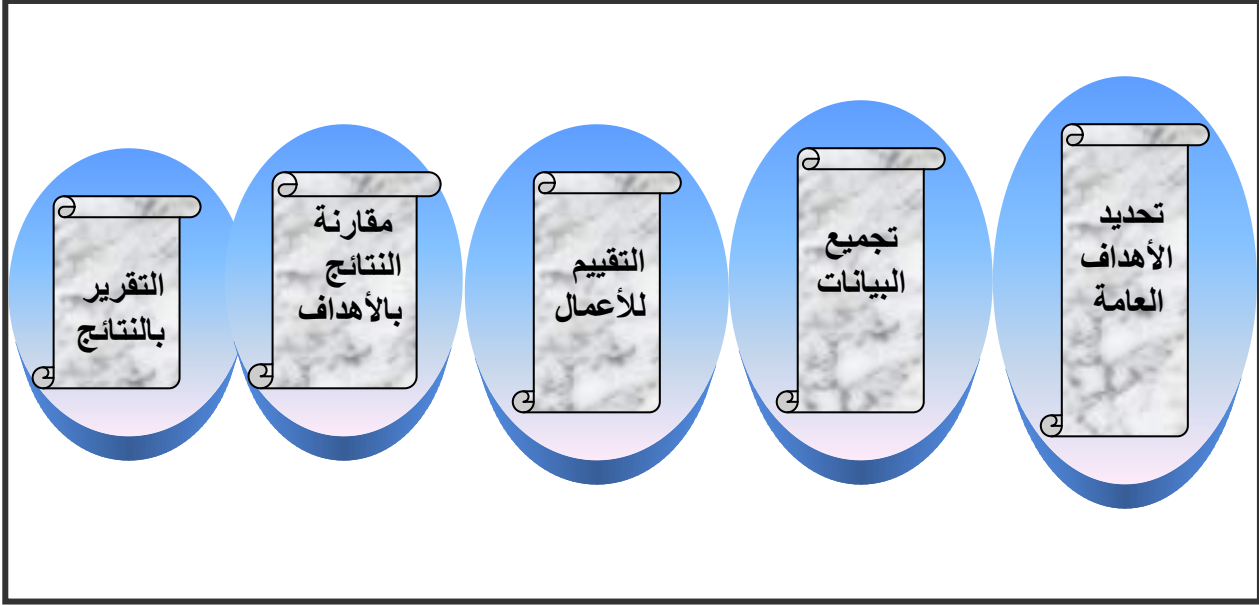 تحديد
الأهداف
العامة
تجميع
البيانات
التقييم
للأعمال
مقارنة
النتائج
بالأهداف
التقرير
بالنتائج